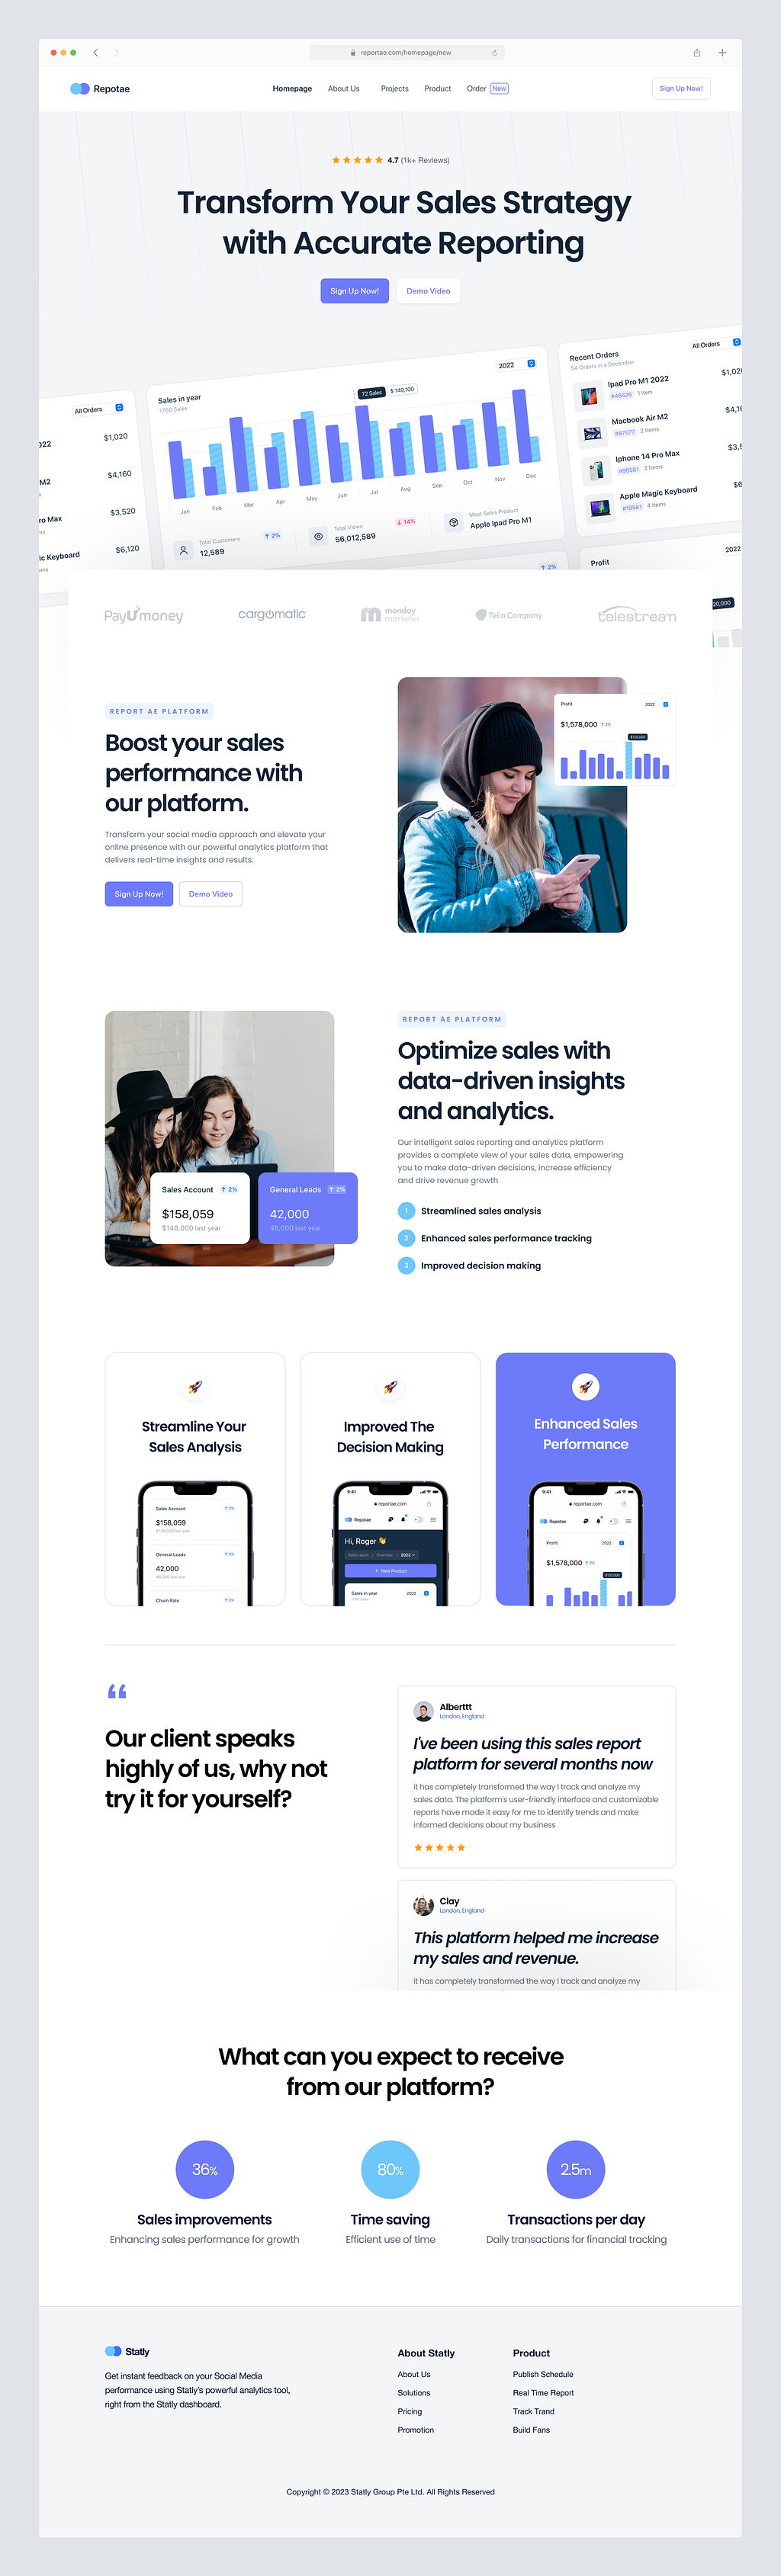 reportae.com/homepage/new
Repotae
Homepage
About Us
Projects
Product
Order
New
Sign Up Now!
4.7 (1k+ Reviews)
Transform Your Sales Strategy
with Accurate Reporting
Sign Up Now!
Demo Video
All Orders
022
$1,020
M2
$4,160
ro Max
$3,520
ic Keyboard
$6,120
Sales in year
1760 Sales
2022
72 Sales
$ 149,100
Jan
Feb
Mar
Apr
May
Jun
Jul
Aug
Sep
Oct
Nov
Dec
Total Customers
12,589
2%
Total Views
56,012,589
14%
Most Sales Product
Apple Ipad Pro M1
2%
Recent Orders
54 Orders in a December
All Orders
Ipad Pro M1 2022
#48626
1 Item
$1,020
Macbook Air M2
#87577
2 Items
$4,16
Iphone 14 Pro Max
#98581
2 Items
$3,5
Apple Magic Keyboard
#19581
4 Items
$6
Profit
2022
20,000
PayUmoney
cargomatic
monday
marketer
Telia Company
telestream
REPORT AE PLATFORM
Boost your sales
performance with
our platform.
Transform your social media approach and elevate your
online presence with our powerful analytics platform that
delivers real-time insights and results.
Sign Up Now!
Demo Video
Profit
2022
$1,578,000
2%
$120,000
Sales Account
2%
$158,059
$148,000 last year
General Leads
2%
42,000
48,000 last year
REPORT AE PLATFORM
Optimize sales with
data-driven insights
and analytics.
Our intelligent sales reporting and analytics platform
provides a complete view of your sales data, empowering
you to make data-driven decisions, increase efficiency
and drive revenue growth
1 Streamlined sales analysis
2 Enhanced sales performance tracking
3 Improved decision making
Streamline Your
Sales Analysis
Sales Account
2%
$158,059
$148,000 last year
General Leads
2%
42,000
48,000 last year
Churn Rate
2%
Improved The
Decision Making
9:41
reportae.com
Repotae
Hi, Roger
Sales report / Overview / 2022
+ New Product
Sales in year
2022
1760 Sales
Enhanced Sales
Performance
9:41
reportae.com
Repotae
Profit
2022
$1,578,000
2%
$120,000
“
Our client speaks
highly of us, why not
try it for yourself?
Alberttt
London, England
I've been using this sales report
platform for several months now
it has completely transformed the way I track and analyze my
sales data. The platform's user-friendly interface and customizable
reports have made it easy for me to identify trends and make
informed decisions about my business
Clay
London, England
This platform helped me increase
my sales and revenue.
it has completely transformed the way I track and analyze my
What can you expect to receive
from our platform?
36%
Sales improvements
Enhancing sales performance for growth
80%
Time saving
Efficient use of time
2.5m
Transactions per day
Daily transactions for financial tracking
Statly
Get instant feedback on your Social Media
performance using Statly's powerful analytics tool,
right from the Statly dashboard.
About Statly
About Us
Solutions
Pricing
Promotion
Product
Publish Schedule
Real Time Report
Track Trand
Build Fans
Copyright © 2023 Statly Group Pte Ltd. All Rights Reserved